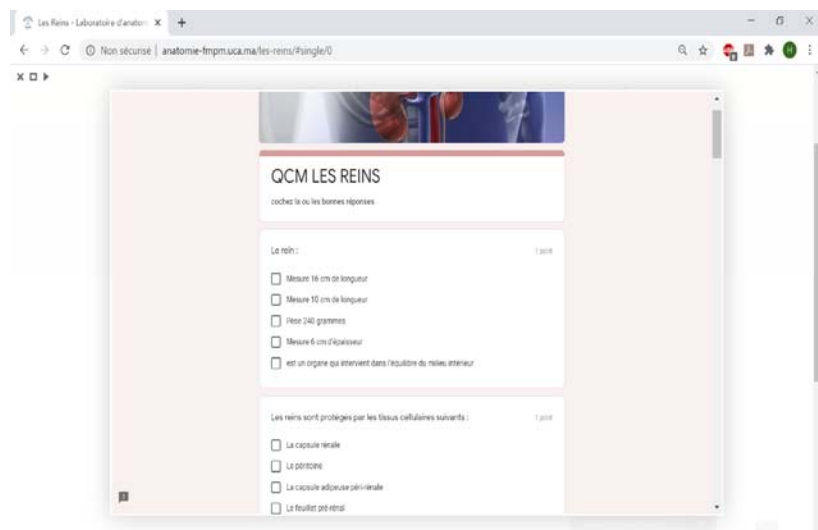 Les Reins - Laboratoire d'anatom
Non sécurisé | anatomie-fmpm.uca.ma/les-reins/#single/0
QCM LES REINS
cochez la ou les bonnes réponses
Le rein :
1 point
Mesure 16 cm de longueur
Mesure 10 cm de longueur
Pèse 240 grammes
Mesure 6 cm d'épaisseur
est un organe qui intervient dans l'équilibre du milieu intérieur
Les reins sont protégés par les tissus cellulaires suivants :
1 point
La capsule rénale
Le péritoine
La capsule adipeuse péri-rénale
Le feuillet pré-rénal